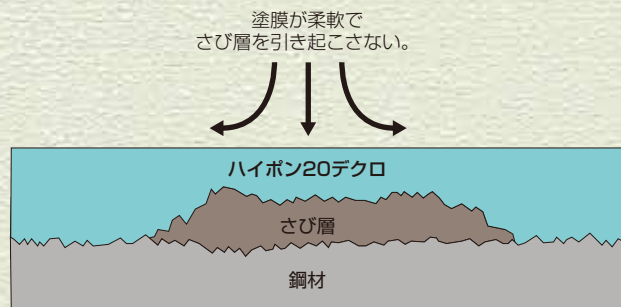 塗膜が柔軟で
さび層を引き起こさない。
ハイポン20デクロ
さび層
鋼材